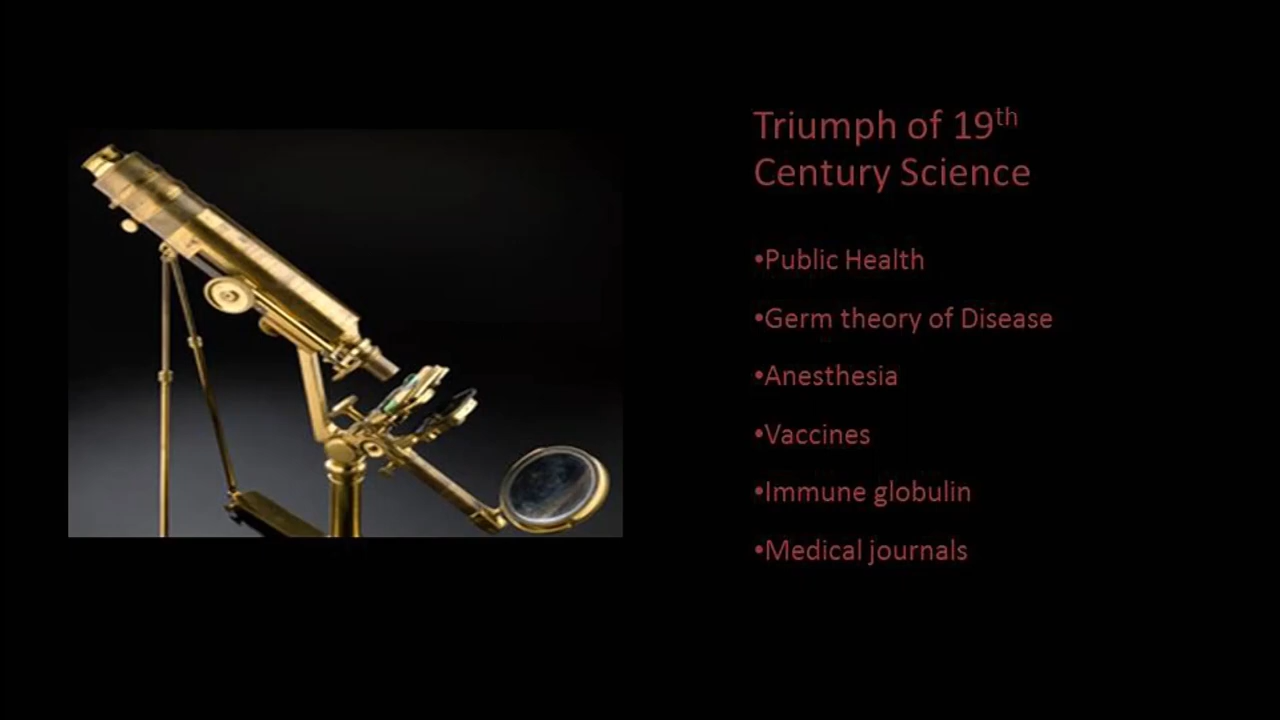 Triumph of 19th
Century Science
•Public Health
•Germ theory of Disease
•Anesthesia
•Vaccines
•Immune globulin
•Medical journals